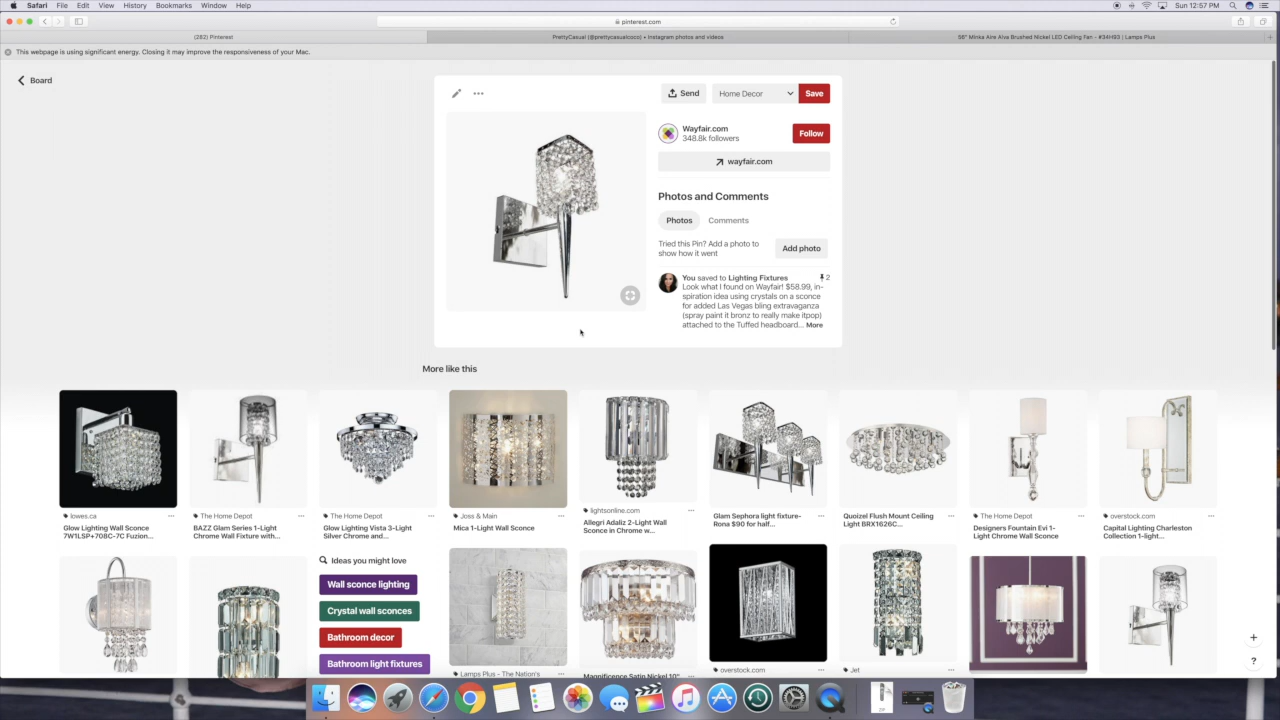 Safari File Edit View History Bookmarks Window Help
Sun 12:57 PM
pinterest.com
(282) Pinterest
PrettyCasual (@prettycasualcoco) • Instagram photos and videos
56" Minka Aire Alva Brushed Nickel LED Ceiling Fan - #34H93 | Lamps Plus
This webpage is using significant energy. Closing it may improve the responsiveness of your Mac.
Board
Send
Home Decor
Save
Wayfair.com
348.8k followers
Follow
wayfair.com
Photos and Comments
Photos
Comments
Tried this Pin? Add a photo to
show how it went
Add photo
You saved to Lighting Fixtures
2
Look what I found on Wayfair! $58.99, in-
spiration idea using crystals on a sconce
for added Las Vegas bling extravaganza
(spray paint it bronz to really make itpop)
attached to the Tuffed headboard... More
More like this
lowes.ca
Glow Lighting Wall Sconce
7W1LSP+708C-7C Fuzion...
The Home Depot
BAZZ Glam Series 1-Light
Chrome Wall Fixture with...
The Home Depot
Glow Lighting Vista 3-Light
Silver Chrome and...
Joss & Main
Mica 1-Light Wall Sconce
lightsonline.com
Allegri Adaliz 2-Light Wall
Sconce in Chrome w...
Glam Sephora light fixture-
Rona $90 for half...
Quoizel Flush Mount Ceiling
Light BRX1626C...
The Home Depot
Designers Fountain Evi 1-
Light Chrome Wall Sconce
overstock.com
Capital Lighting Charleston
Collection 1-light...
Ideas you might love
Wall sconce lighting
Crystal wall sconces
Bathroom decor
Bathroom light fixtures
Lamps Plus - The Nation's
Magnificence Satin Nickel 10"
overstock.com
Jet
?